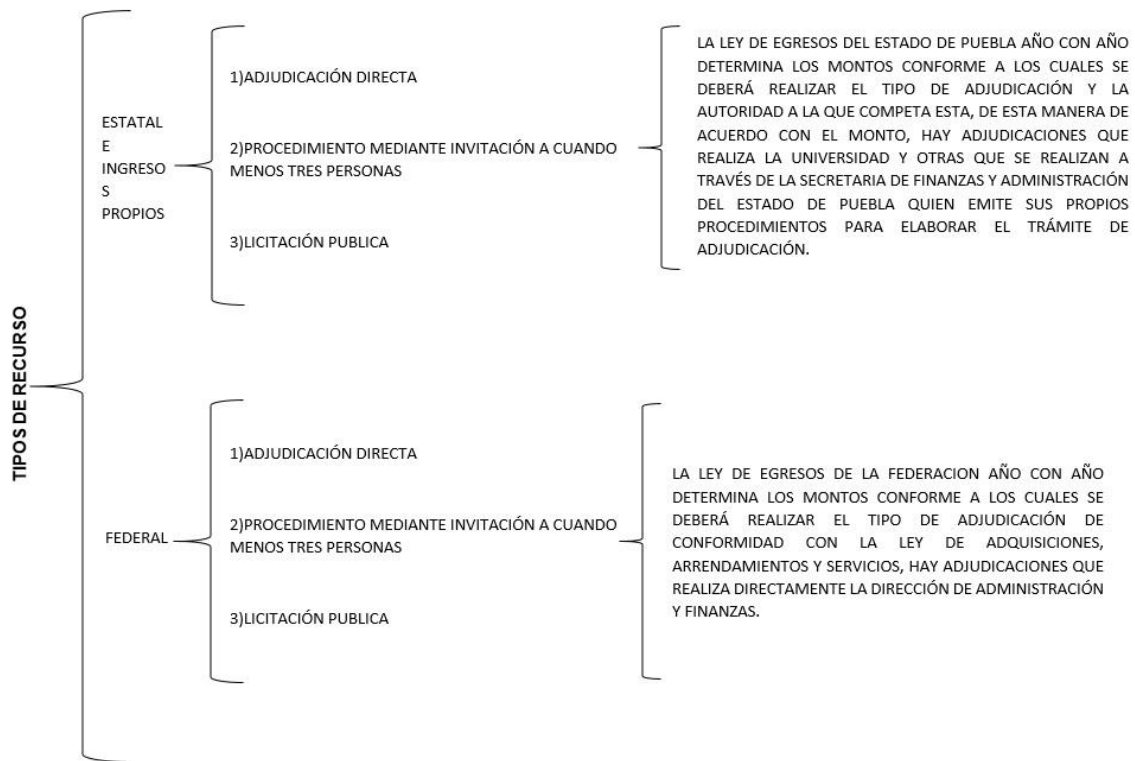 TIPOS DE RECURSO
ESTATAL
E
INGRESO
S
PROPIOS
1)ADJUDICACIÓN DIRECTA
2)PROCEDIMIENTO MEDIANTE INVITACIÓN A CUANDO
MENOS TRES PERSONAS
3)LICITACIÓN PUBLICA
LA LEY DE EGRESOS DEL ESTADO DE PUEBLA AÑO CON AÑO
DETERMINA LOS MONTOS CONFORME A LOS CUALES SE
DEBERÁ REALIZAR EL TIPO DE ADJUDICACIÓN Y LA
AUTORIDAD A LA QUE COMPETA ESTA, DE ESTA MANERA DE
ACUERDO CON EL MONTO, HAY ADJUDICACIONES QUE
REALIZA LA UNIVERSIDAD Y OTRAS QUE SE REALIZAN A
TRAVÉS DE LA SECRETARIA DE FINANZAS Y ADMINISTRACIÓN
DEL ESTADO DE PUEBLA QUIEN EMITE SUS PROPIOS
PROCEDIMIENTOS PARA ELABORAR EL TRÁMITE DE
ADJUDICACIÓN.
FEDERAL
1)ADJUDICACIÓN DIRECTA
2)PROCEDIMIENTO MEDIANTE INVITACIÓN A CUANDO
MENOS TRES PERSONAS
3)LICITACIÓN PUBLICA
LA LEY DE EGRESOS DE LA FEDERACION AÑO CON AÑO
DETERMINA LOS MONTOS CONFORME A LOS CUALES SE
DEBERÁ REALIZAR EL TIPO DE ADJUDICACIÓN DE
CONFORMIDAD CON LA LEY DE ADQUISICIONES,
ARRENDAMIENTOS Y SERVICIOS, HAY ADJUDICACIONES QUE
REALIZA DIRECTAMENTE LA DIRECCIÓN DE ADMINISTRACIÓN
Y FINANZAS.